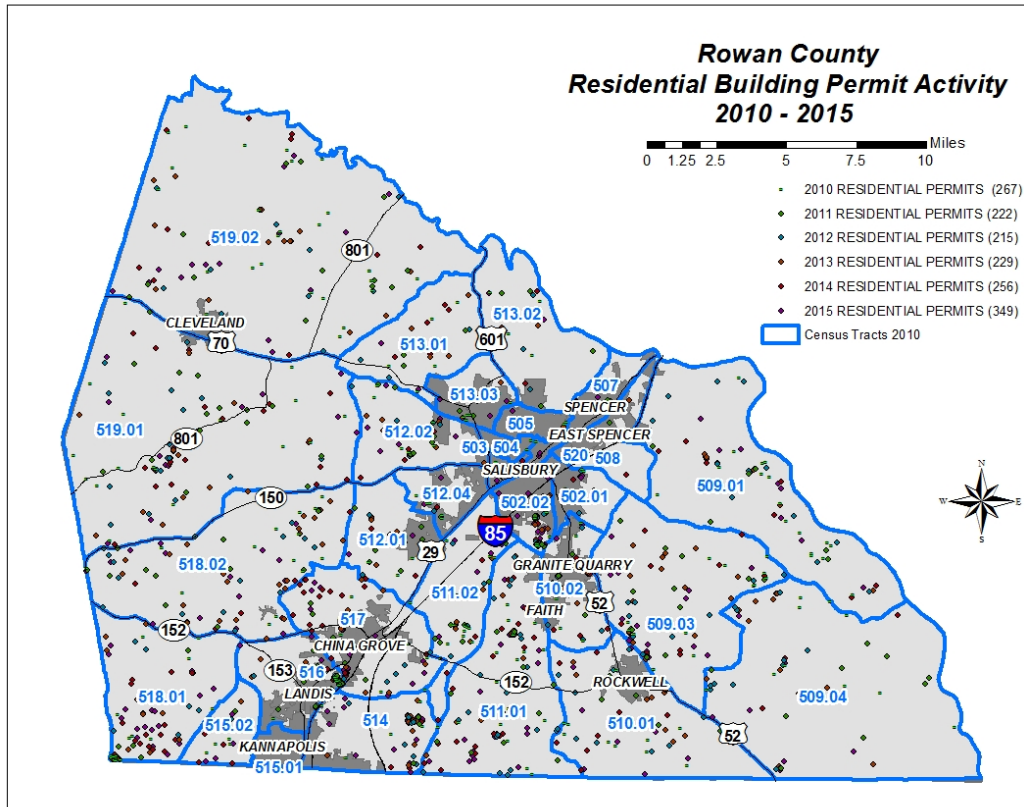 Rowan County
Residential Building Permit Activity
2010 - 2015
Miles
0 1.25 2.5 5 7.5 10
2010 RESIDENTIAL PERMITS (267)
2011 RESIDENTIAL PERMITS (222)
2012 RESIDENTIAL PERMITS (215)
2013 RESIDENTIAL PERMITS (229)
2014 RESIDENTIAL PERMITS (256)
2015 RESIDENTIAL PERMITS (349)
Census Tracts 2010
519.02
801
513.02
CLEVELAND
70
601
513.01
507
513.03
SPENCER
505
519.01
801
512.02
EAST SPENCER
503 504
520 508
SALISBURY
509.01
N
W E
S
150
512.04
502.02
502.01
85
512.01
29
518.02
GRANITE QUARRY
511.02
510.02
52
FAITH
517
509.03
152
CHINA GROVE
153
516
152
ROCKWELL
LANDIS
518.01
509.04
515.02
514
511.01
510.01
52
KANNAPOLIS
515.01